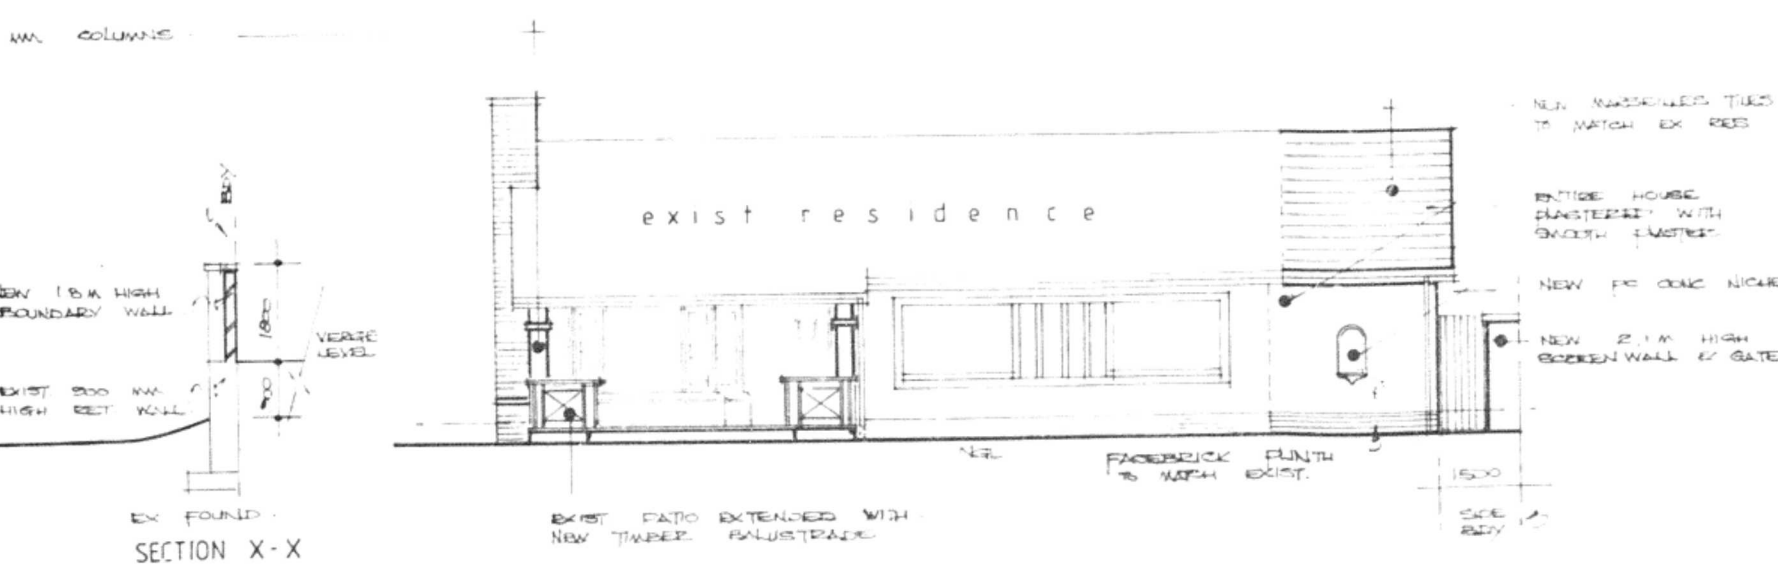 MM COLUMNS
NEW MARSEILLES TILES
TO MATCH EX RES
exist residence
ENTIRE HOUSE
PLASTERED WITH
SMOOTH PLASTER
NEW PC CONC NICHE
NEW 1.8 M HIGH
BOUNDARY WALL
1800
VERGE
LEVEL
NEW 2.1 M HIGH
SCREEN WALL & GATE
EXIST 900 MM
HIGH RET WALL
NGL
FACEBRICK PLINTH
TO MATCH EXIST.
1500
EX FOUND.
SECTION X-X
EXIST PATIO EXTENDED WITH
NEW TIMBER BALUSTRADE
SIDE
BDY